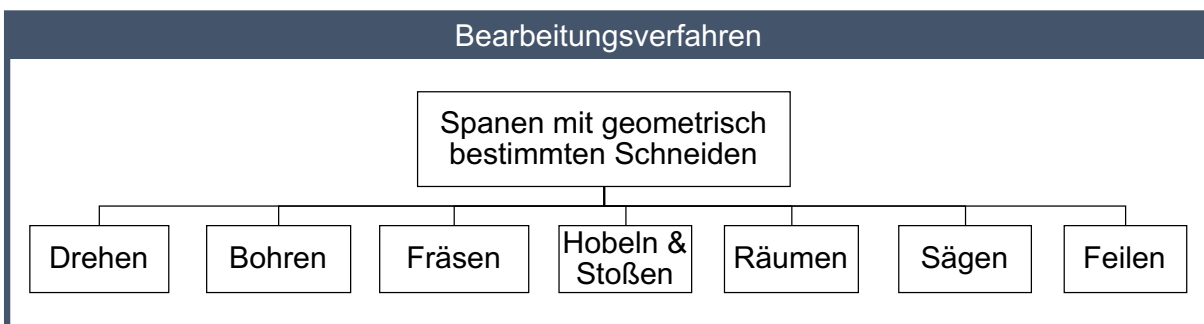 Bearbeitungsverfahren
Spanen mit geometrisch
bestimmten Schneiden
Drehen
Bohren
Fräsen
Hobeln &
Stoßen
Räumen
Sägen
Feilen